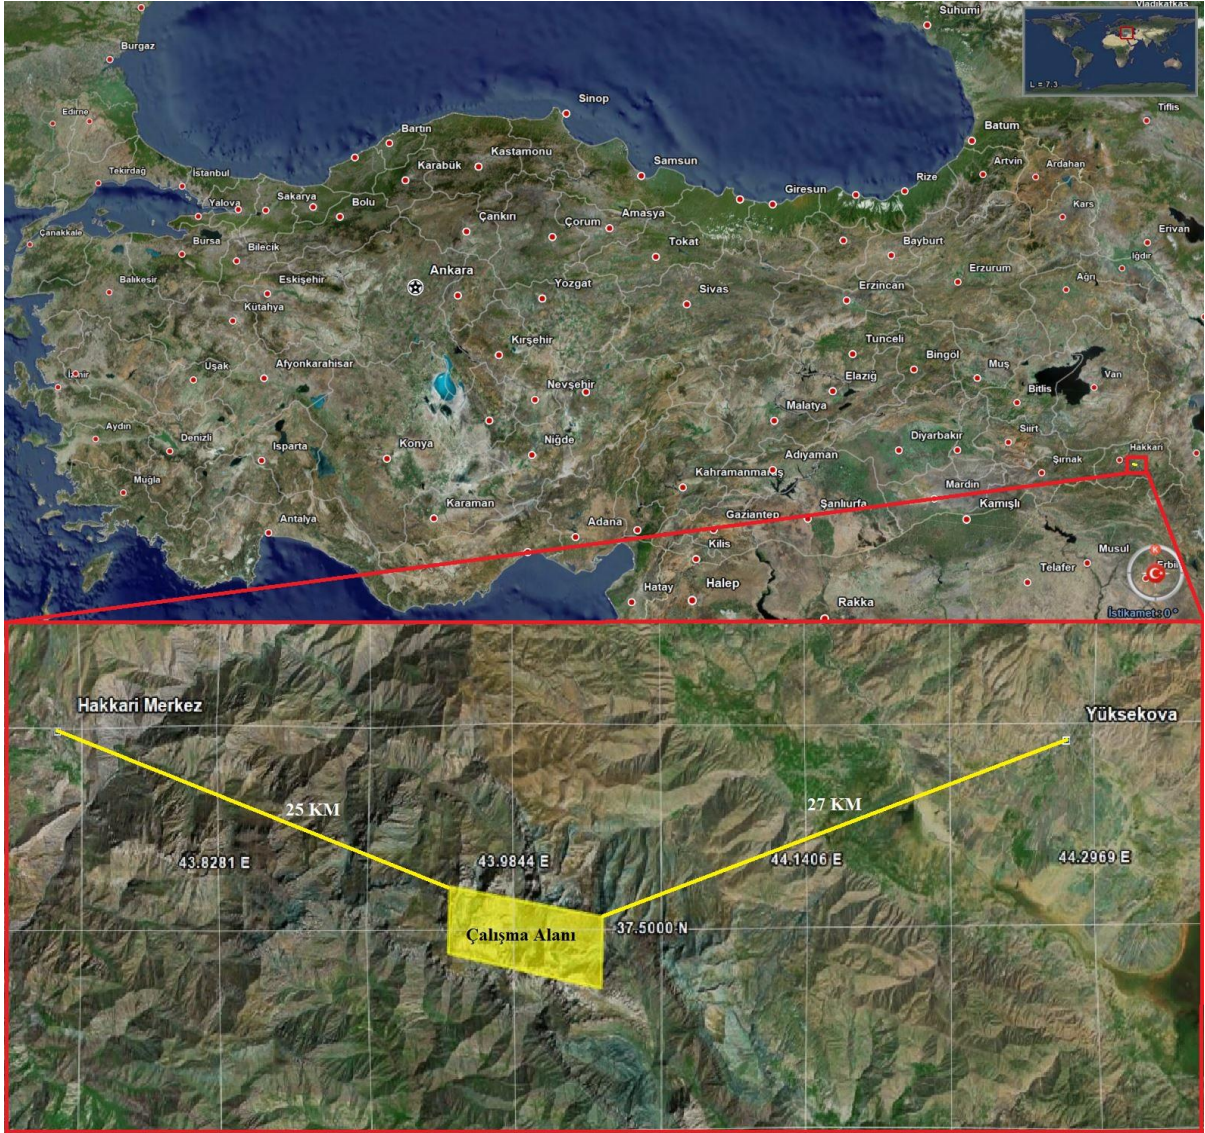 Vladikafkas
Suhumi
Burgaz
L = 7.3
Sinop
Tiflis
Edirne
Batum
Bartın
Kastamonu
Samsun
Artvin
Ardahan
Karabük
Tekirdağ
İstanbul
Rize
Giresun
Yalova
Sakarya
Bolu
Kars
Çankırı
Çorum
Amasya
Erivan
Çanakkale
Bursa
Bilecik
Tokat
Bayburt
Iğdır
Ankara
Balıkesir
Eskişehir
Erzurum
Ağrı
Kütahya
Yozgat
Sivas
Erzincan
Kırşehir
Tunceli
Bingöl
Uşak
Afyonkarahisar
Muş
Van
İzmir
Nevşehir
Elazığ
Bitlis
Malatya
Aydın
Denizli
Isparta
Konya
Niğde
Diyarbakır
Siirt
Hakkari
Adıyaman
Kahramanmaraş
Şırnak
Muğla
Mardin
Karaman
Antalya
Adana
Gaziantep
Şanlıurfa
Kamışlı
Kilis
Musul
Telafer
Erbil
Hatay
Halep
Rakka
K
İstikamet : 0 °
Hakkari Merkez
Yüksekova
25 KM
27 KM
43.8281 E
43.9844 E
44.1406 E
44.2969 E
Çalışma Alanı
37.5000 N